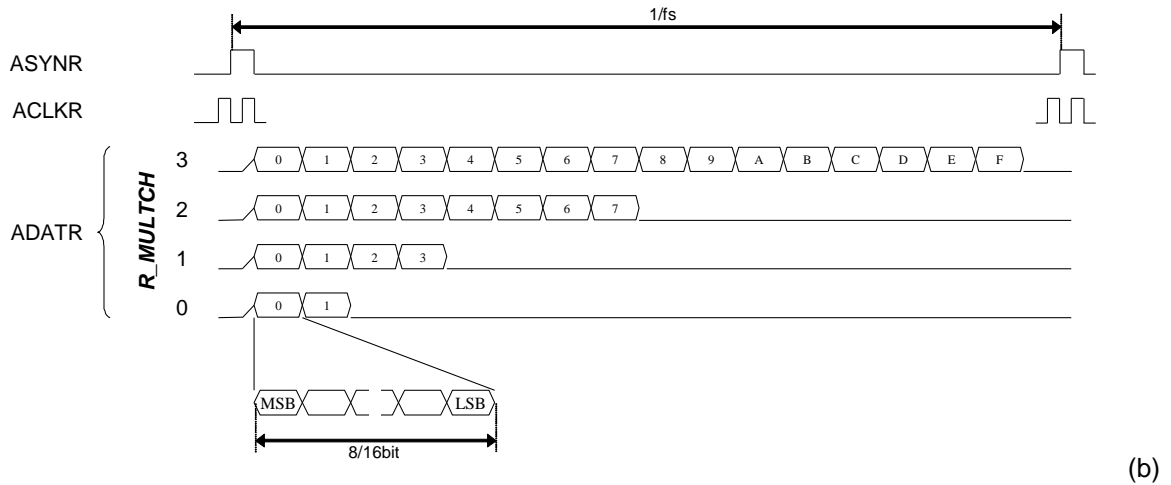 1/fs
ASYNR
ACLKR
ADATR
R_MULTCH
3 0 1 2 3 4 5 6 7 8 9 A B C D E F
2 0 1 2 3 4 5 6 7
1 0 1 2 3
0 0 1
MSB LSB
8/16bit
(b)